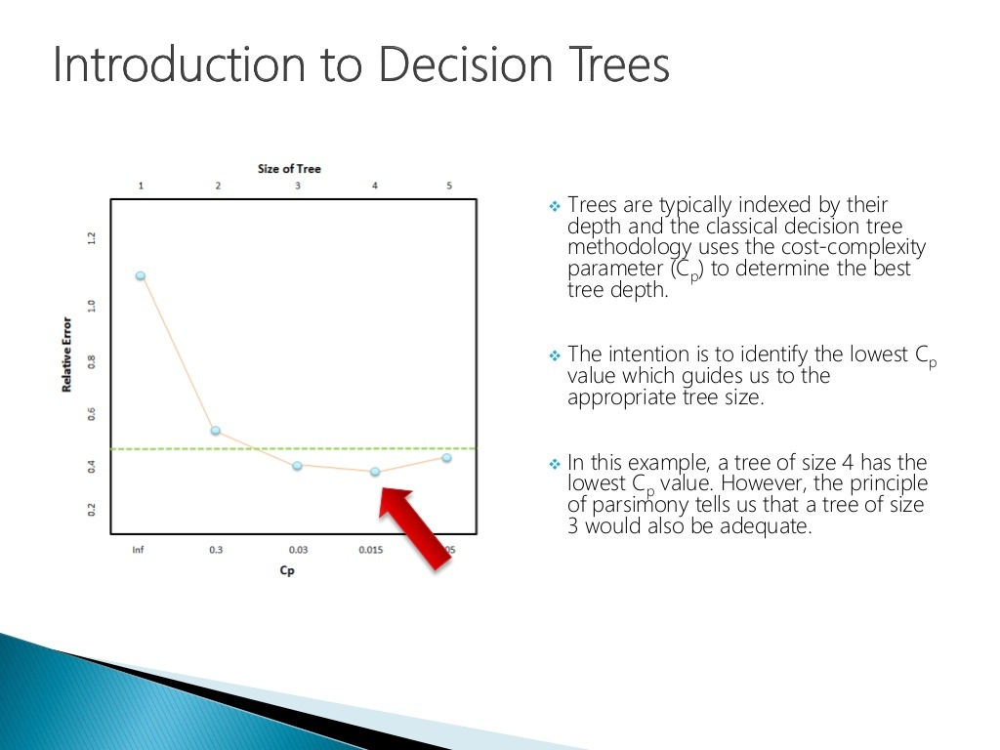 Introduction to Decision Trees
Size of Tree
1 2 3 4 5
1.2
1.0
0.8
0.6
0.4
0.2
Relative Error
Inf 0.3 0.03 0.015 05
Cp
❖ Trees are typically indexed by their
depth and the classical decision tree
methodology uses the cost-complexity
parameter (Cp) to determine the best
tree depth.
❖ The intention is to identify the lowest Cp
value which guides us to the
appropriate tree size.
❖ In this example, a tree of size 4 has the
lowest Cp value. However, the principle
of parsimony tells us that a tree of size
3 would also be adequate.